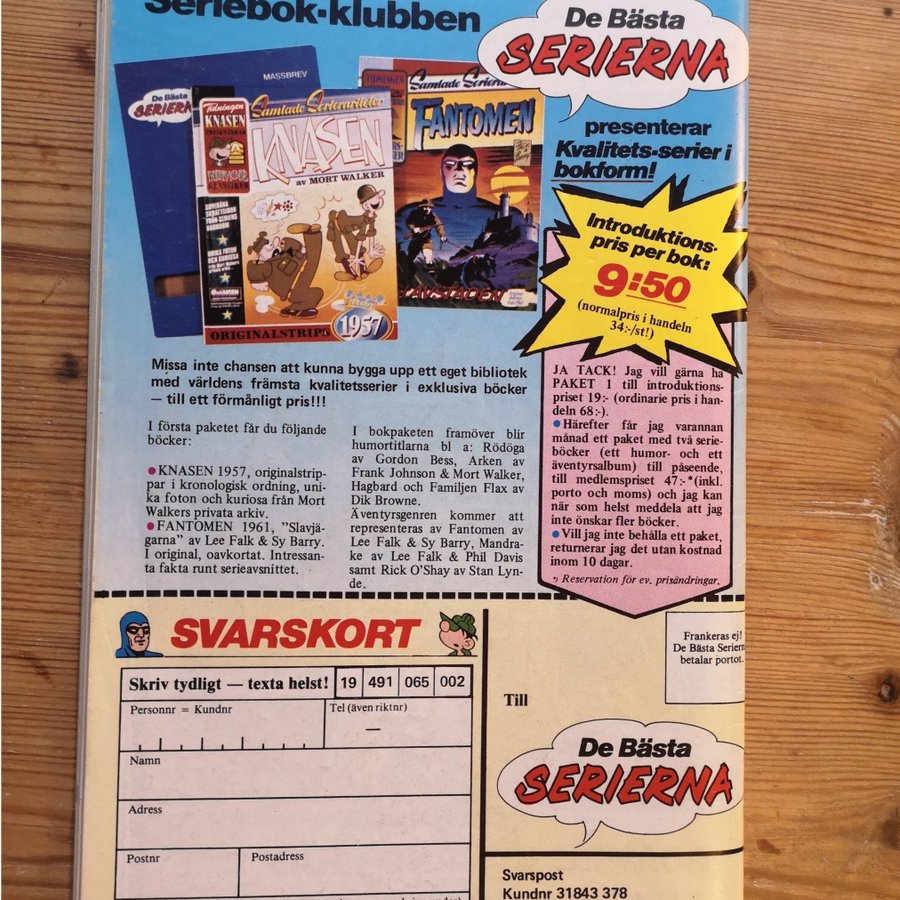 Seriebok-klubben
De Bästa
SERIERNA
presenterar
Kvalitets-serier i
bokform!
MASSBREV
De Bästa
SERIERNA
Tidningen
KNASEN
PRESENTERAR
HUMOR
KLASSIKER
Samlade Serierariteter
KNASEN
AV MORT WALKER
ORIGINALSTRIPS
1957
TIDNINGEN
Samlade Serierariteter
FANTOMEN
Introduktions-
pris per bok:
9:50
(normalpris i handeln
34:-/st!)
Missa inte chansen att kunna bygga upp ett eget bibliotek
med världens främsta kvalitetsserier i exklusiva böcker
— till ett förmånligt pris!!!
I första paketet får du följande
böcker:
● KNASEN 1957, originalstrip-
par i kronologisk ordning, uni-
ka foton och kuriosa från Mort
Walkers privata arkiv.
● FANTOMEN 1961, "Slavjä-
garna" av Lee Falk & Sy Barry.
I original, oavkortat. Intressan-
ta fakta runt serieavsnittet.
I bokpaketen framöver blir
humortitlarna bl a: Rödöga
av Gordon Bess, Arken av
Frank Johnson & Mort Walker,
Hagbard och Familjen Flax av
Dik Browne.
Äventyrsgenren kommer att
representeras av Fantomen av
Lee Falk & Sy Barry, Mandra-
ke av Lee Falk & Phil Davis
samt Rick O'Shay av Stan Lyn-
de.
JA TACK! Jag vill gärna ha
PAKET 1 till introduktions-
priset 19:- (ordinarie pris i han-
deln 68:-).
● Härefter får jag varannan
månad ett paket med två serie-
böcker (ett humor- och ett
äventyrsalbum) till påseende,
till medlemspriset 47:-*(inkl.
porto och moms) och jag kan
när som helst meddela att jag
inte önskar fler böcker.
● Vill jag inte behålla ett paket,
returnerar jag det utan kostnad
inom 10 dagar.
*) Reservation för ev. prisändringar.
SVARSKORT
Skriv tydligt — texta helst! 19 491 065 002
Personnr = Kundnr
Tel (även riktnr)
—
Namn
Adress
Postnr
Postadress
Frankeras ej!
De Bästa Serierna
betalar portot.
Till
De Bästa
SERIERNA
Svarspost
Kundnr 31843 378